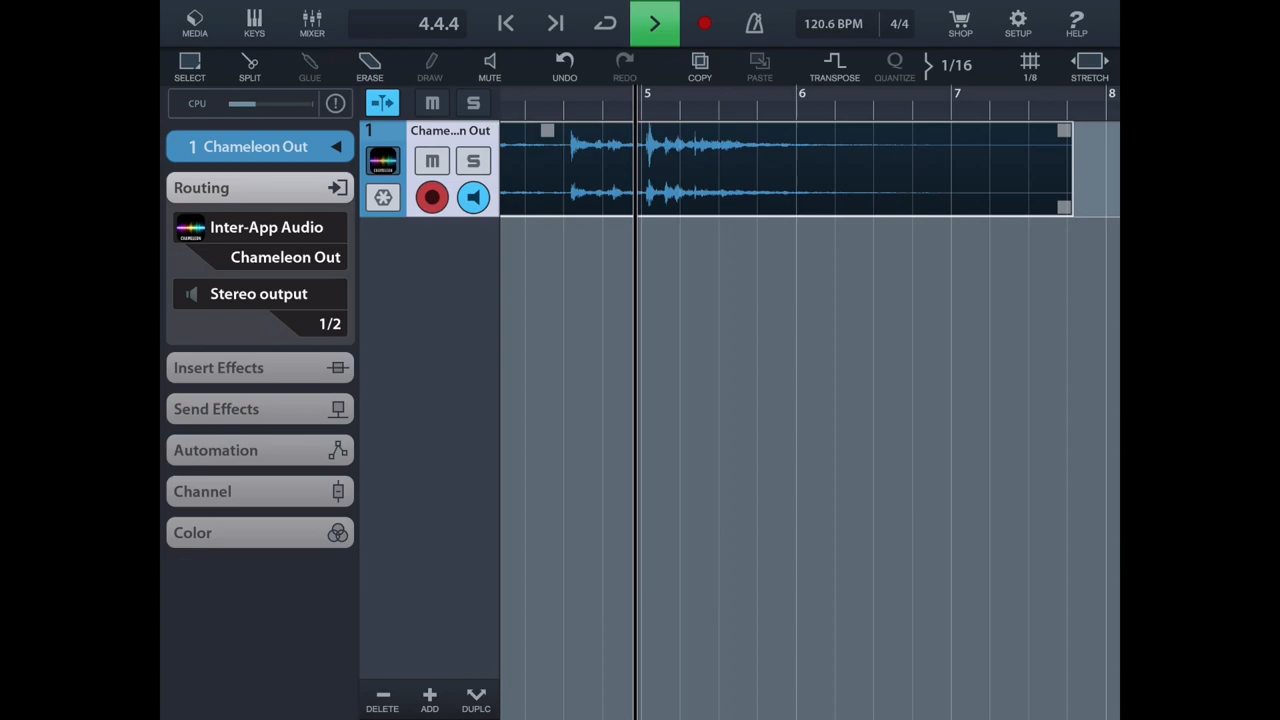 MEDIA KEYS MIXER 4.4.4 120.6 BPM 4/4 SHOP SETUP HELP
SELECT SPLIT GLUE ERASE DRAW MUTE UNDO REDO COPY PASTE TRANSPOSE QUANTIZE 1/16 1/8 STRETCH
CPU M S 5 6 7 8
1 Chame...n Out
1 Chameleon Out
M S
Routing
Inter-App Audio
Chameleon Out
Stereo output
1/2
Insert Effects
Send Effects
Automation
Channel
Color
DELETE ADD DUPLC